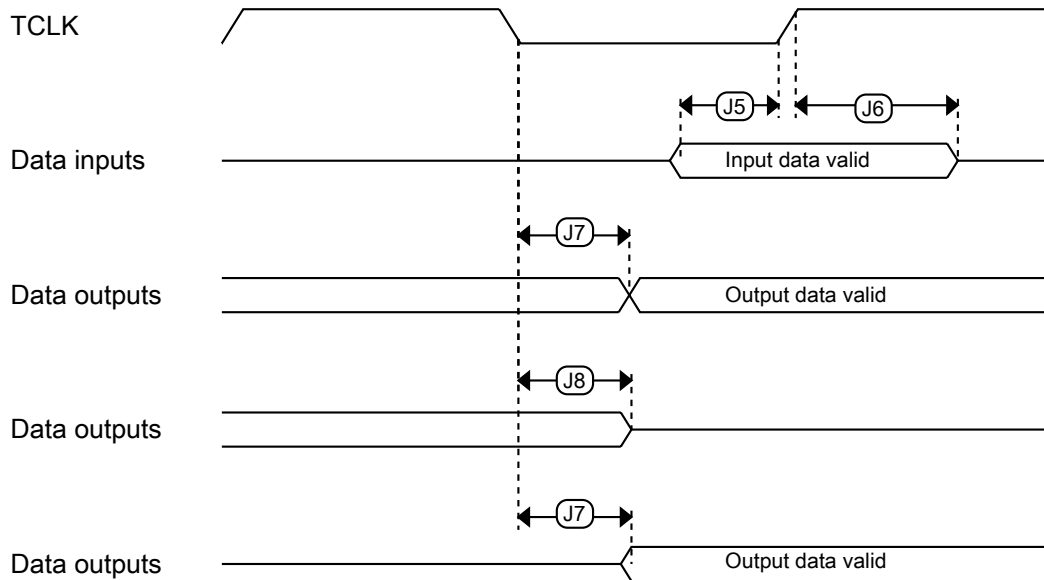 TCLK
J5
J6
Data inputs
Input data valid
J7
Data outputs
Output data valid
J8
Data outputs
J7
Data outputs
Output data valid